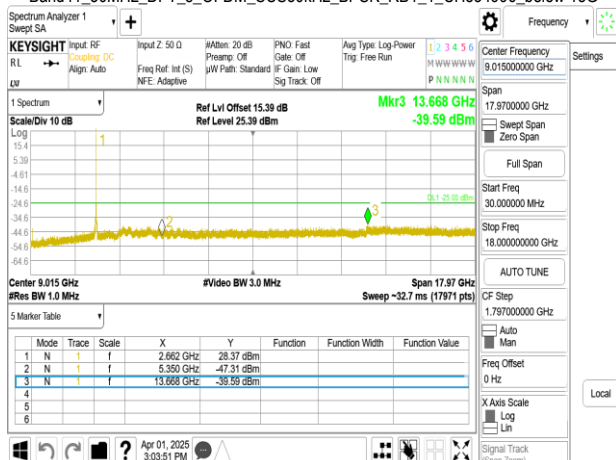 Spectrum Analyzer 1
Swept SA
+
Frequency
KEYSIGHT
Input: RF
Coupling: DC
Align: Auto
Input Z: 50 Ω
Freq Ref: Int (S)
NFE: Adaptive
#Atten: 20 dB
Preamp: Off
µW Path: Standard
PNO: Fast
Gate: Off
IF Gain: Low
Sig Track: Off
Avg Type: Log-Power
Trig: Free Run
1 2 3 4 5 6
M W W W W W
P N N N N N
RL
Center Frequency
9.015000000 GHz
Settings
1 Spectrum
Scale/Div 10 dB
Ref Lvl Offset 15.39 dB
Ref Level 25.39 dBm
Mkr3 13.668 GHz
-39.59 dBm
Span
17.9700000 GHz
Swept Span
Zero Span
Full Span
Start Freq
30.000000 MHz
Stop Freq
18.000000000 GHz
AUTO TUNE
CF Step
1.797000000 GHz
Auto
Man
Freq Offset
0 Hz
X Axis Scale
Log
Lin
Signal Track
(Span Zoom)
Local
Log
15.4
5.39
-4.61
-14.6
-24.6
-34.6
-44.6
-54.6
-64.6
1
2
3
DL1 -25.00 dBm
Center 9.015 GHz
#Video BW 3.0 MHz
Span 17.97 GHz
#Res BW 1.0 MHz
Sweep ~32.7 ms (17971 pts)
5 Marker Table
Mode Trace Scale X Y Function Function Width Function Value
1 N 1 f 2.662 GHz 28.37 dBm
2 N 1 f 5.350 GHz -47.31 dBm
3 N 1 f 13.668 GHz -39.59 dBm
4
5
6
?
Apr 01, 2025
3:03:51 PM